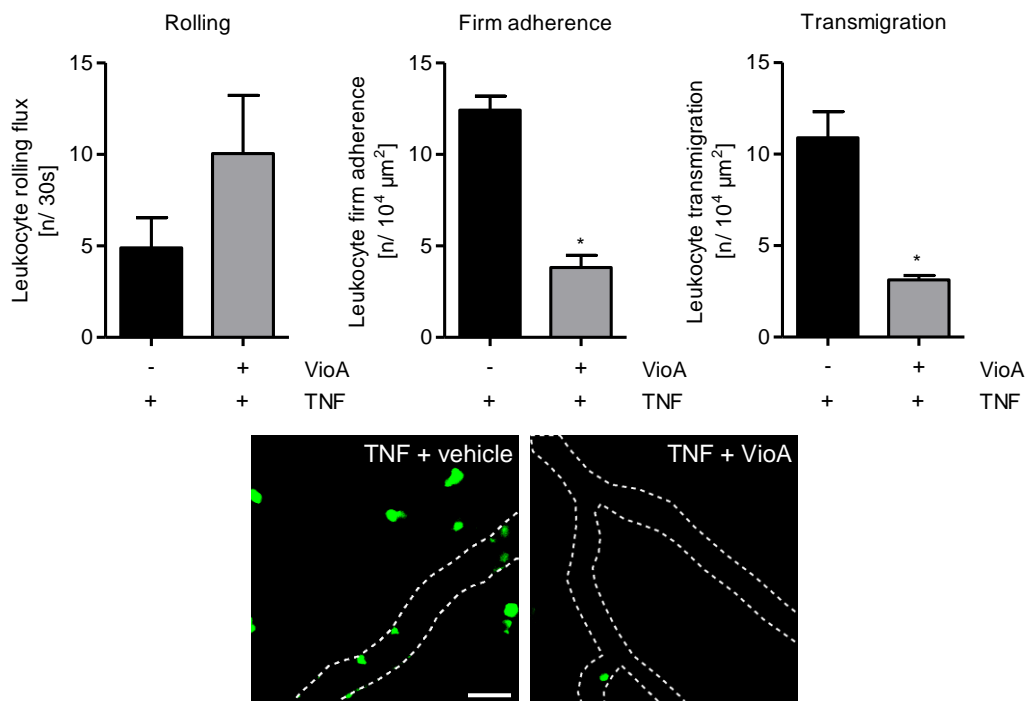 Rolling
Leukocyte rolling flux
[n/ 30s]
15
10
5
0
- + VioA
+ + TNF
Firm adherence
Leukocyte firm adherence
[n/ 10⁴ µm²]
15
10
5
0
*
- + VioA
+ + TNF
Transmigration
Leukocyte transmigration
[n/ 10⁴ µm²]
15
10
5
0
*
- + VioA
+ + TNF
TNF + vehicle
TNF + VioA